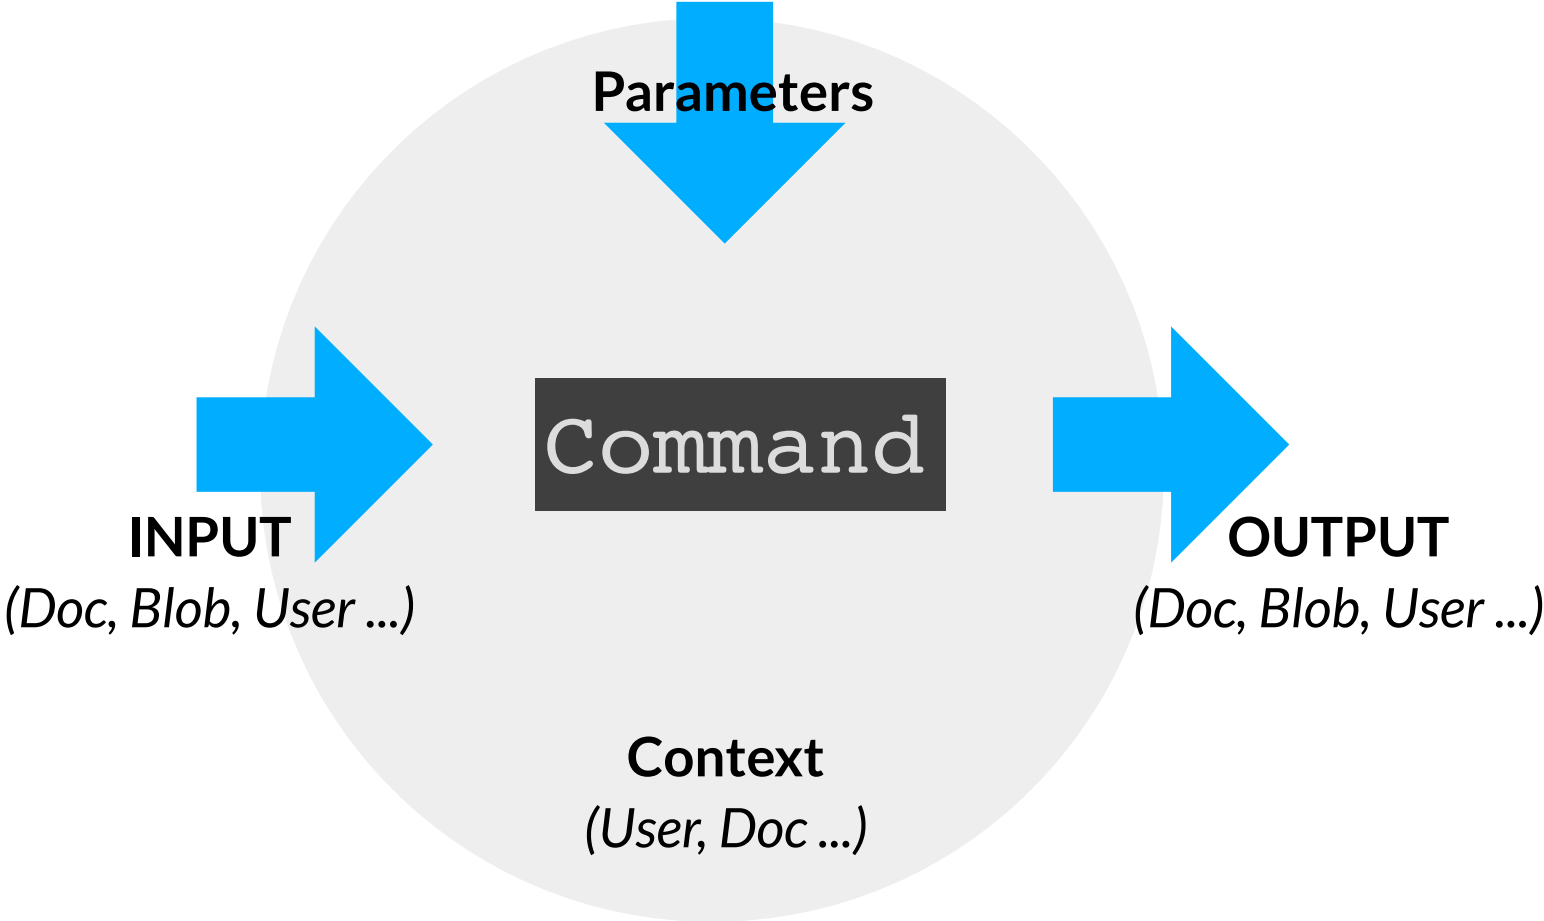 Parameters
Command
INPUT
(Doc, Blob, User ...)
OUTPUT
(Doc, Blob, User ...)
Context
(User, Doc ...)